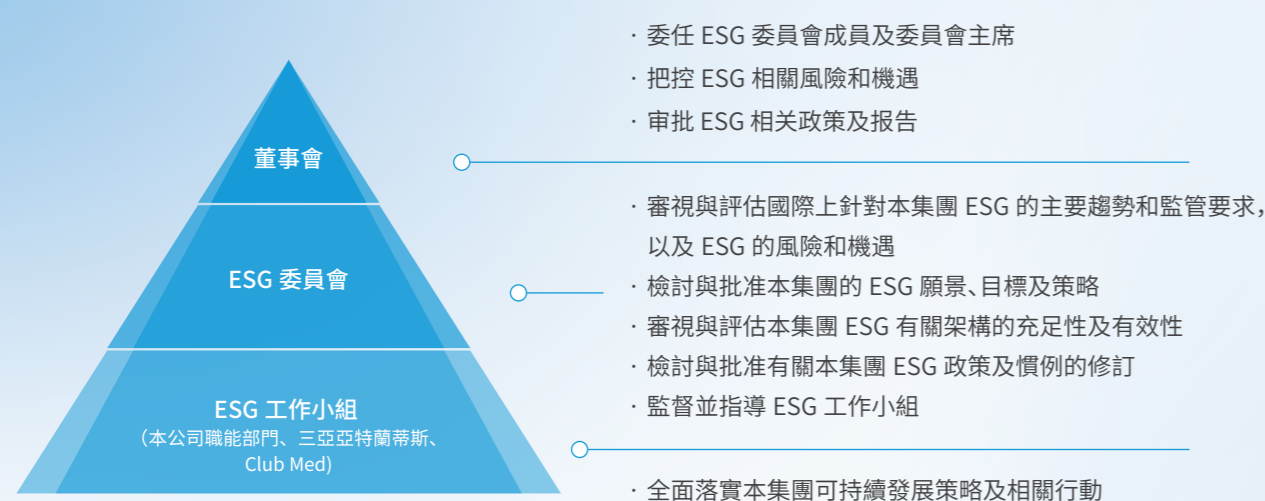 · 委任 ESG 委員會成員及委員會主席
· 把控 ESG 相關風險和機遇
· 审批 ESG 相关政策及报告
董事會
· 審視與評估國際上針對本集團 ESG 的主要趨勢和監管要求,
以及 ESG 的風險和機遇
ESG 委員會
· 檢討與批准本集團的 ESG 願景、目標及策略
· 審視與評估本集團 ESG 有關架構的充足性及有效性
· 檢討與批准有關本集團 ESG 政策及慣例的修訂
· 監督並指導 ESG 工作小組
ESG 工作小組
（本公司職能部門、三亞亞特蘭蒂斯、
Club Med)
· 全面落實本集團可持續發展策略及相關行動